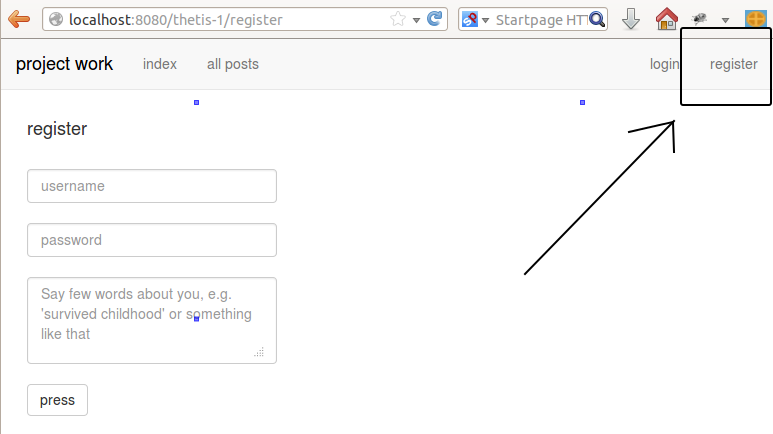 localhost:8080/thetis-1/register
Startpage HTT
project work index all posts login register
register
username
password
Say few words about you, e.g.
'survived childhood' or something
like that
press